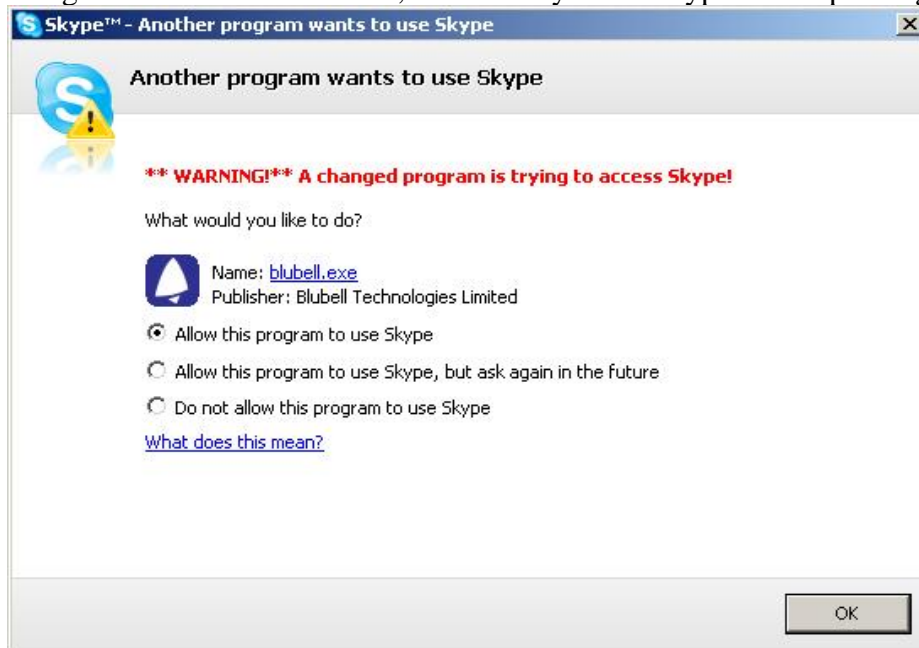 Skype™ - Another program wants to use Skype
Another program wants to use Skype
** WARNING!** A changed program is trying to access Skype!
What would you like to do?
Name: blubell.exe
Publisher: Blubell Technologies Limited
Allow this program to use Skype
Allow this program to use Skype, but ask again in the future
Do not allow this program to use Skype
What does this mean?
OK